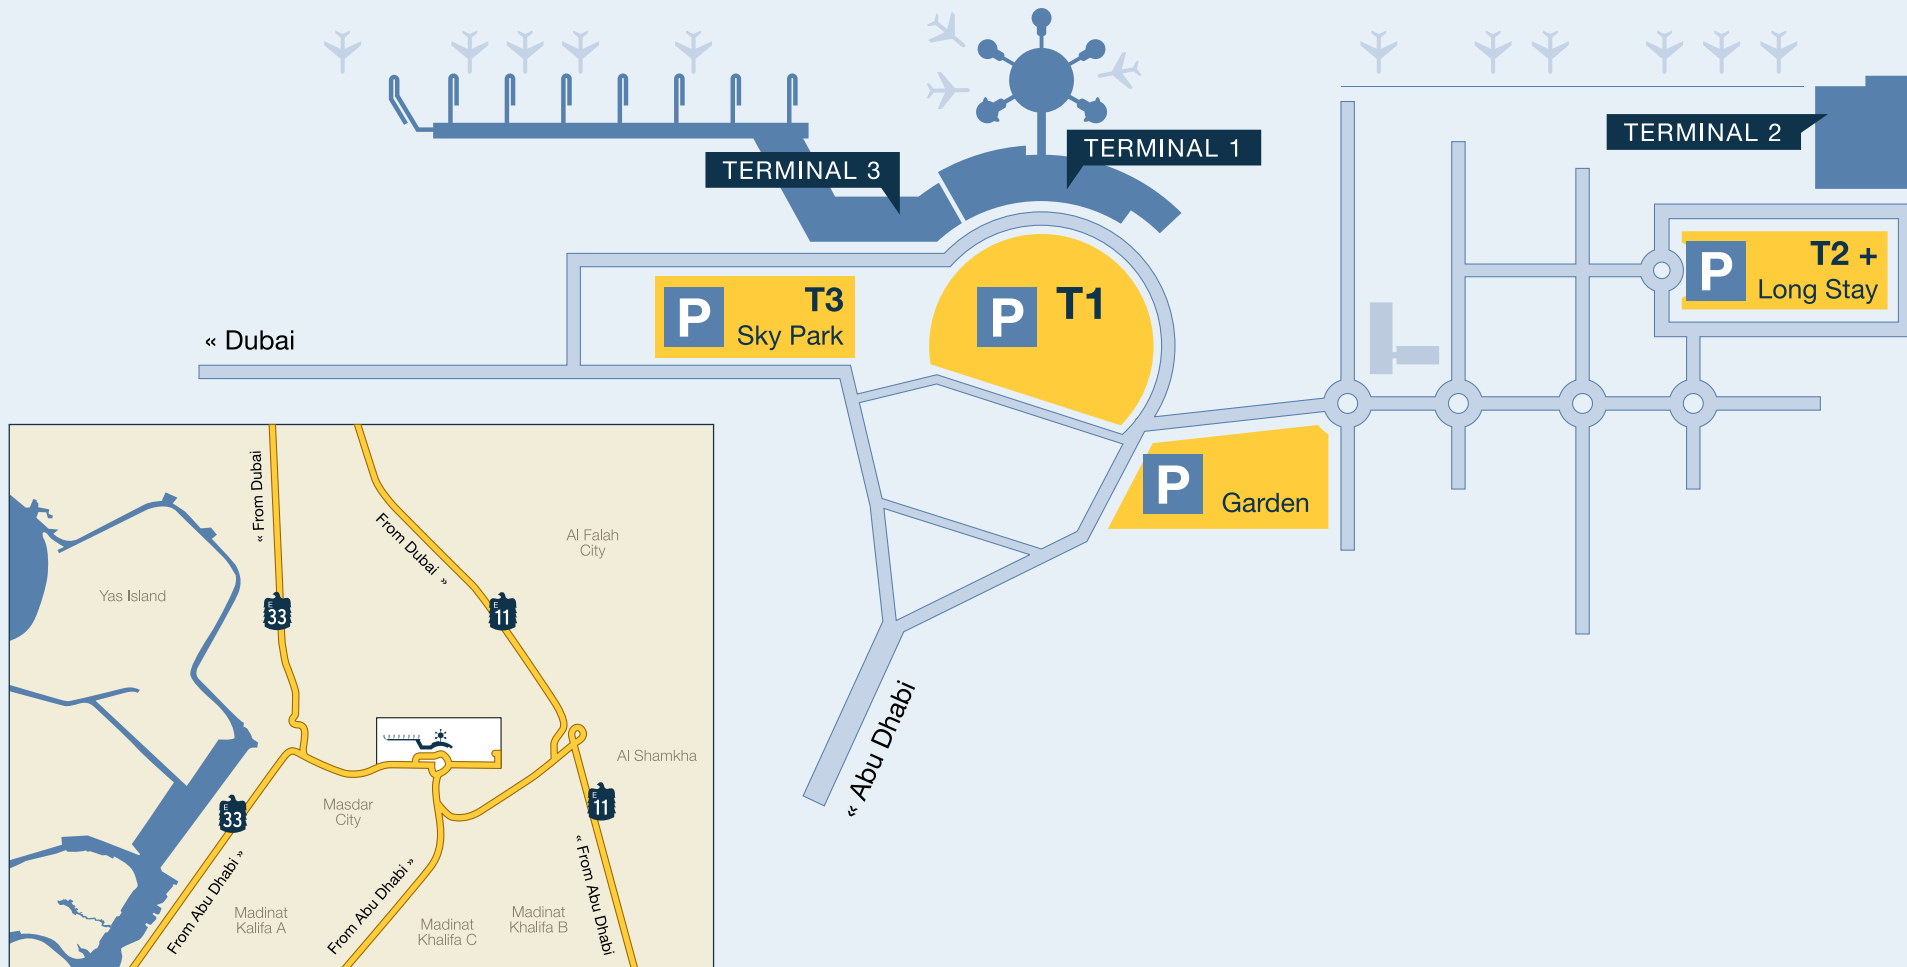 TERMINAL 3
TERMINAL 1
TERMINAL 2
P
T3
Sky Park
P
T1
P
T2 +
Long Stay
P
Garden
« Dubai
« Abu Dhabi
« From Dubai
From Dubai »
Al Falah
City
Yas Island
E
33
E
11
Al Shamkha
Masdar
City
E
33
E
11
From Abu Dhabi »
From Abu Dhabi »
« From Abu Dhabi
Madinat
Kalifa A
Madinat
Khalifa C
Madinat
Khalifa B